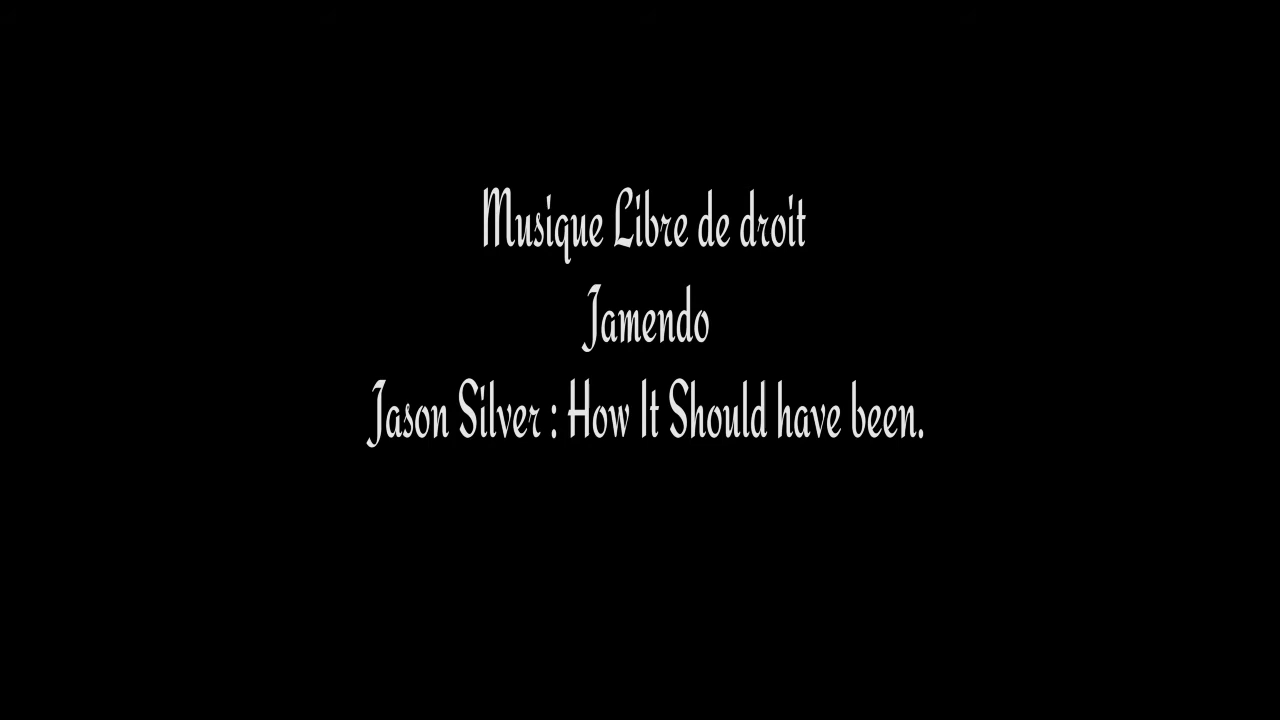 Musique Libre de droit
Jamendo
Jason Silver : How It Should have been.